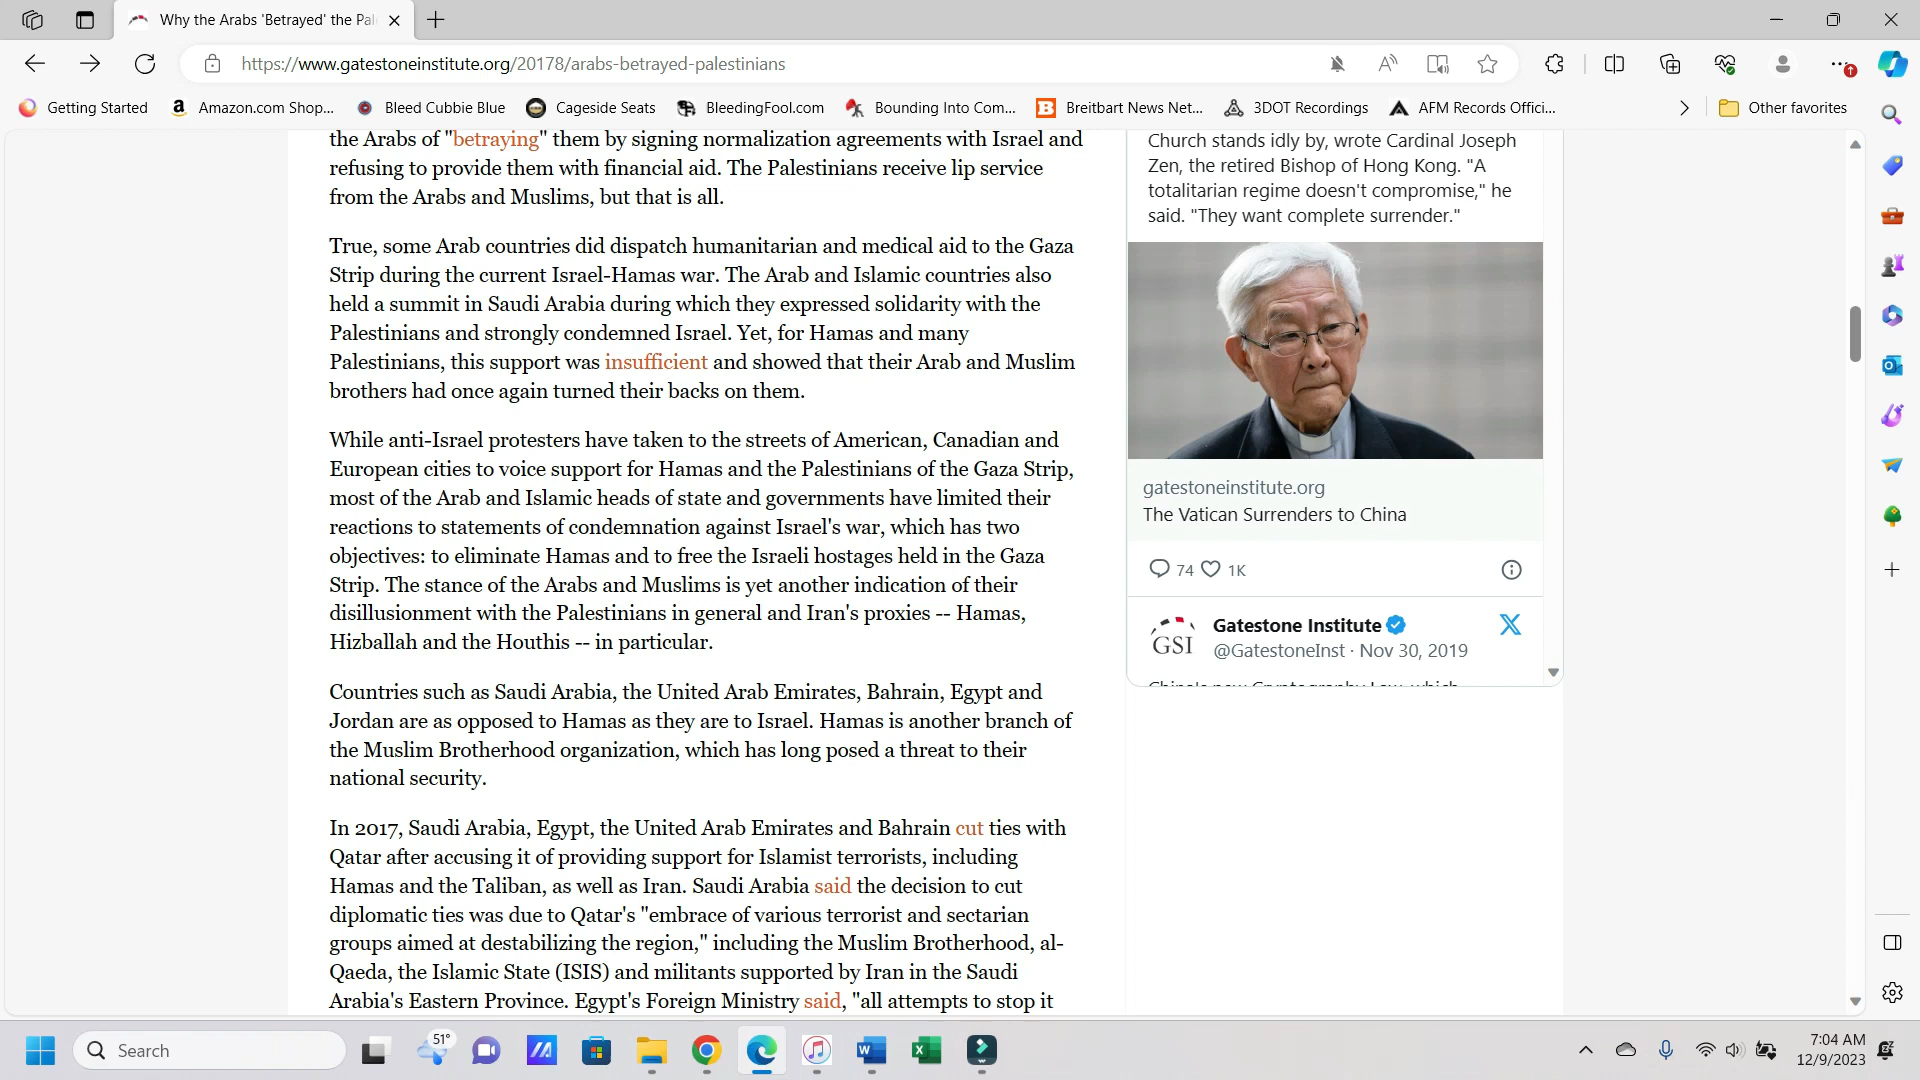 Why the Arabs 'Betrayed' the Pal
https://www.gatestoneinstitute.org/20178/arabs-betrayed-palestinians
Getting Started
Amazon.com Shop...
Bleed Cubbie Blue
Cageside Seats
BleedingFool.com
Bounding Into Com...
Breitbart News Net...
3DOT Recordings
AFM Records Offici...
Other favorites
the Arabs of "betraying" them by signing normalization agreements with Israel and
refusing to provide them with financial aid. The Palestinians receive lip service
from the Arabs and Muslims, but that is all.
True, some Arab countries did dispatch humanitarian and medical aid to the Gaza
Strip during the current Israel-Hamas war. The Arab and Islamic countries also
held a summit in Saudi Arabia during which they expressed solidarity with the
Palestinians and strongly condemned Israel. Yet, for Hamas and many
Palestinians, this support was insufficient and showed that their Arab and Muslim
brothers had once again turned their backs on them.
While anti-Israel protesters have taken to the streets of American, Canadian and
European cities to voice support for Hamas and the Palestinians of the Gaza Strip,
most of the Arab and Islamic heads of state and governments have limited their
reactions to statements of condemnation against Israel's war, which has two
objectives: to eliminate Hamas and to free the Israeli hostages held in the Gaza
Strip. The stance of the Arabs and Muslims is yet another indication of their
disillusionment with the Palestinians in general and Iran's proxies -- Hamas,
Hizballah and the Houthis -- in particular.
Countries such as Saudi Arabia, the United Arab Emirates, Bahrain, Egypt and
Jordan are as opposed to Hamas as they are to Israel. Hamas is another branch of
the Muslim Brotherhood organization, which has long posed a threat to their
national security.
In 2017, Saudi Arabia, Egypt, the United Arab Emirates and Bahrain cut ties with
Qatar after accusing it of providing support for Islamist terrorists, including
Hamas and the Taliban, as well as Iran. Saudi Arabia said the decision to cut
diplomatic ties was due to Qatar's "embrace of various terrorist and sectarian
groups aimed at destabilizing the region," including the Muslim Brotherhood, al-
Qaeda, the Islamic State (ISIS) and militants supported by Iran in the Saudi
Arabia's Eastern Province. Egypt's Foreign Ministry said, "all attempts to stop it
Church stands idly by, wrote Cardinal Joseph
Zen, the retired Bishop of Hong Kong. "A
totalitarian regime doesn't compromise," he
said. "They want complete surrender."
gatestoneinstitute.org
The Vatican Surrenders to China
74 1K
GSI
Gatestone Institute
@GatestoneInst · Nov 30, 2019
Search
51°
7:04 AM
12/9/2023